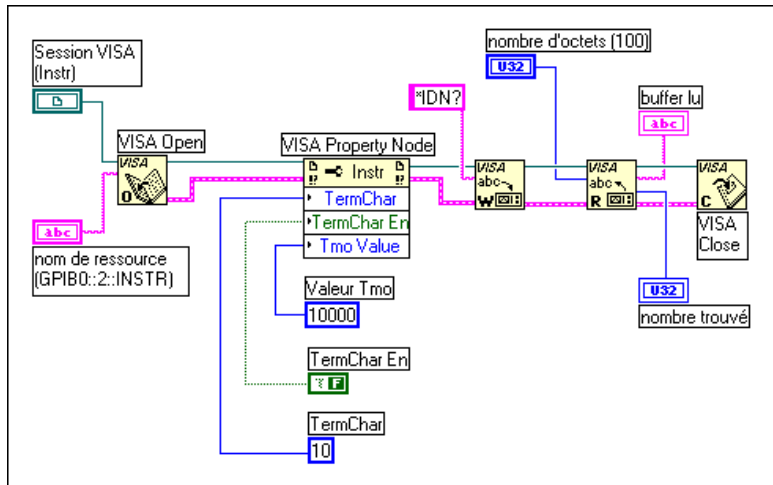 Session VISA
(Instr)
VISA Open
VISA
O
abc
nom de ressource
(GPIB0::2::INSTR)
VISA Property Node
Instr
TermChar
TermChar En
Tmo Value
Valeur Tmo
10000
TermChar En
F
TermChar
10
*IDN?
VISA
abc
W
nombre d'octets (100)
U32
VISA
abc
R
buffer lu
abc
U32
nombre trouvé
VISA
C
VISA
Close